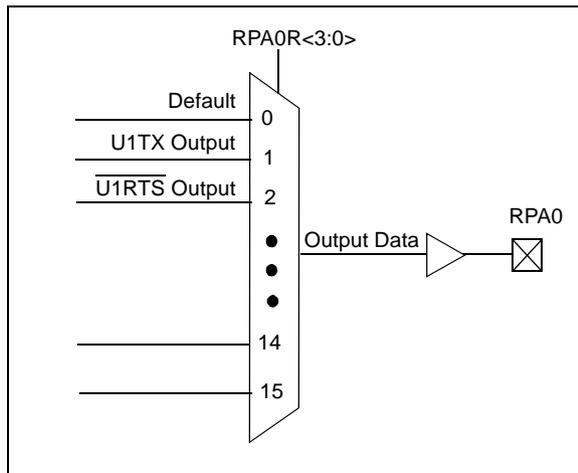 RPA0R<3:0>
Default
0
U1TX Output
1
U1RTS Output
2
RPA0
Output Data
14
15